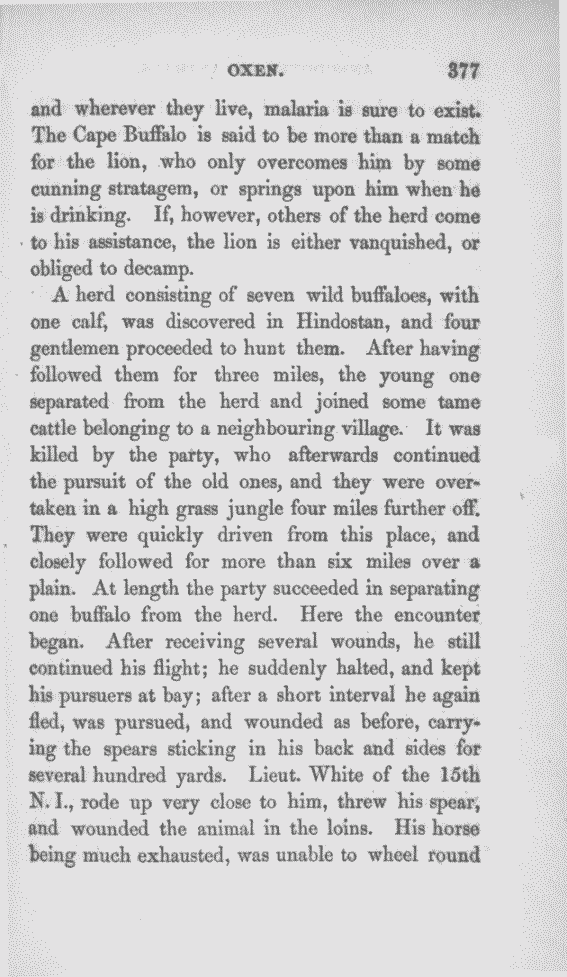 OXEN. 377
and wherever they live, malaria is sure to exist.
The Cape Buffalo is said to be more than a match
for the lion, who only overcomes him by some
cunning stratagem, or springs upon him when he
is drinking. If, however, others of the herd come
to his assistance, the lion is either vanquished, or
obliged to decamp.
A herd consisting of seven wild buffaloes, with
one calf, was discovered in Hindostan, and four
gentlemen proceeded to hunt them. After having
followed them for three miles, the young one
separated from the herd and joined some tame
cattle belonging to a neighbouring village. It was
killed by the party, who afterwards continued
the pursuit of the old ones, and they were over-
taken in a high grass jungle four miles further off.
They were quickly driven from this place, and
closely followed for more than six miles over a
plain. At length the party succeeded in separating
one buffalo from the herd. Here the encounter
began. After receiving several wounds, he still
continued his flight; he suddenly halted, and kept
his pursuers at bay; after a short interval he again
fled, was pursued, and wounded as before, carry-
ing the spears sticking in his back and sides for
several hundred yards. Lieut. White of the 15th
N. I., rode up very close to him, threw his spear,
and wounded the animal in the loins. His horse
being much exhausted, was unable to wheel round